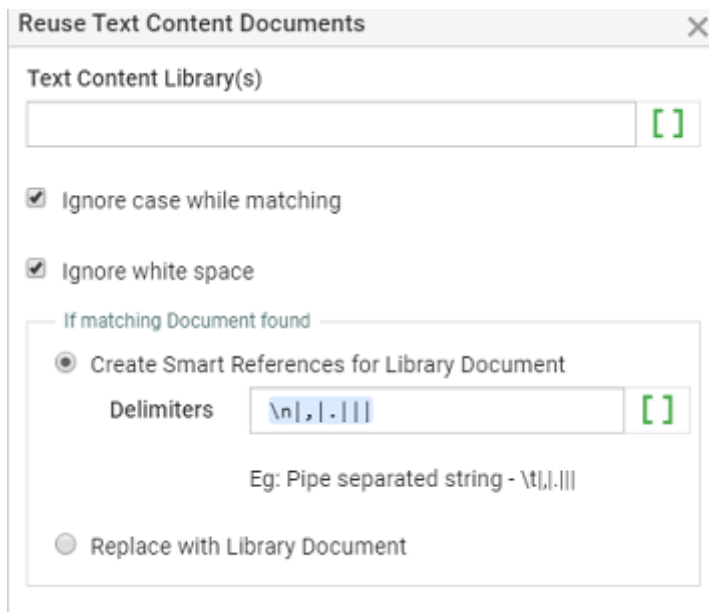 Reuse Text Content Documents
Text Content Library(s)
Ignore case while matching
Ignore white space
If matching Document found
Create Smart References for Library Document
Delimiters \n|,|.|||
Eg: Pipe separated string - \t|,|.|||
Replace with Library Document